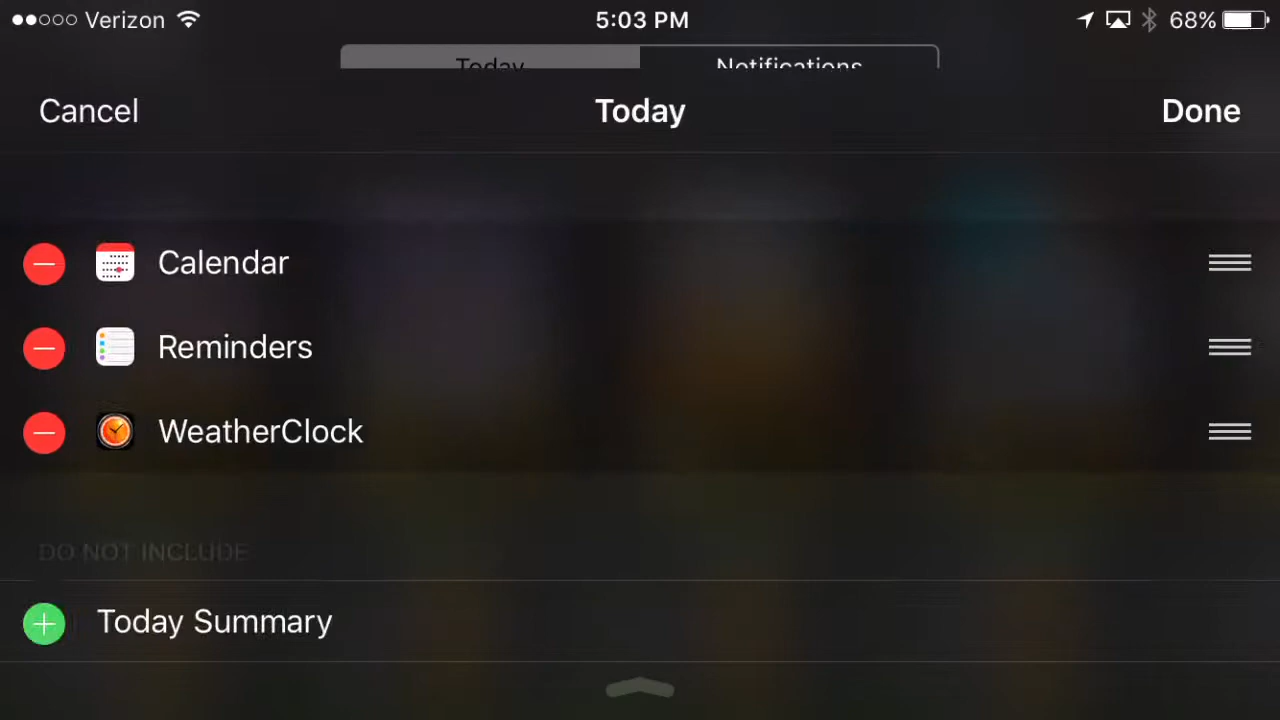 Verizon 5:03 PM 68%
Today Notifications
Cancel Today Done
Calendar
Reminders
WeatherClock
DO NOT INCLUDE
Today Summary